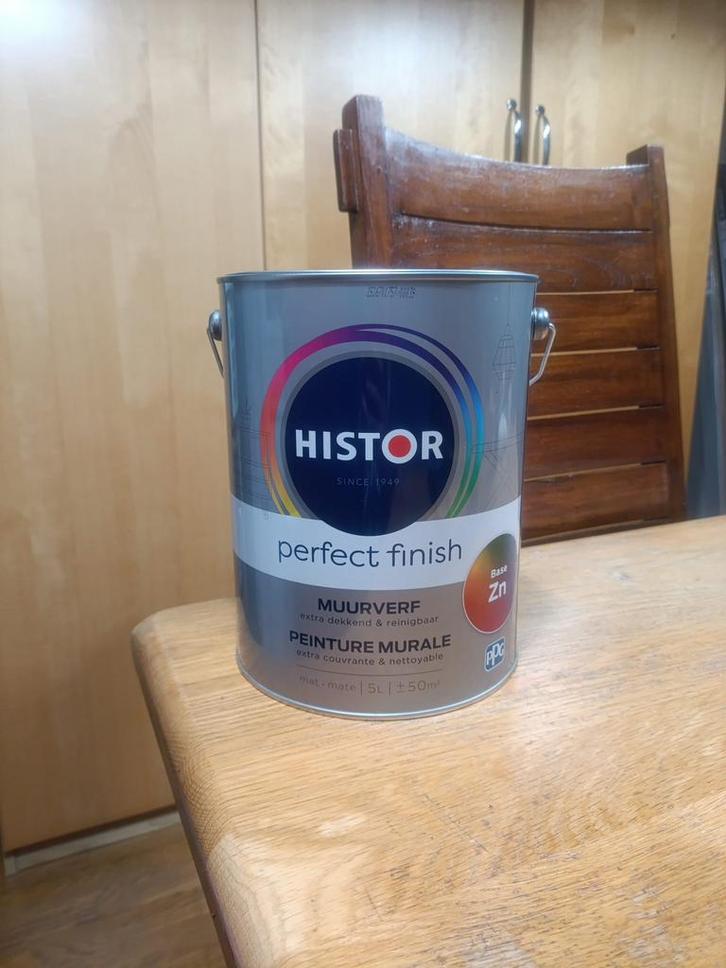 HISTOR
SINCE 1949
perfect finish
Base
Zn
MUURVERF
extra dekkend & reinigbaar
PEINTURE MURALE
extra couvrante & nettoyable
mat - mate | 5L | ±50m²
PPG